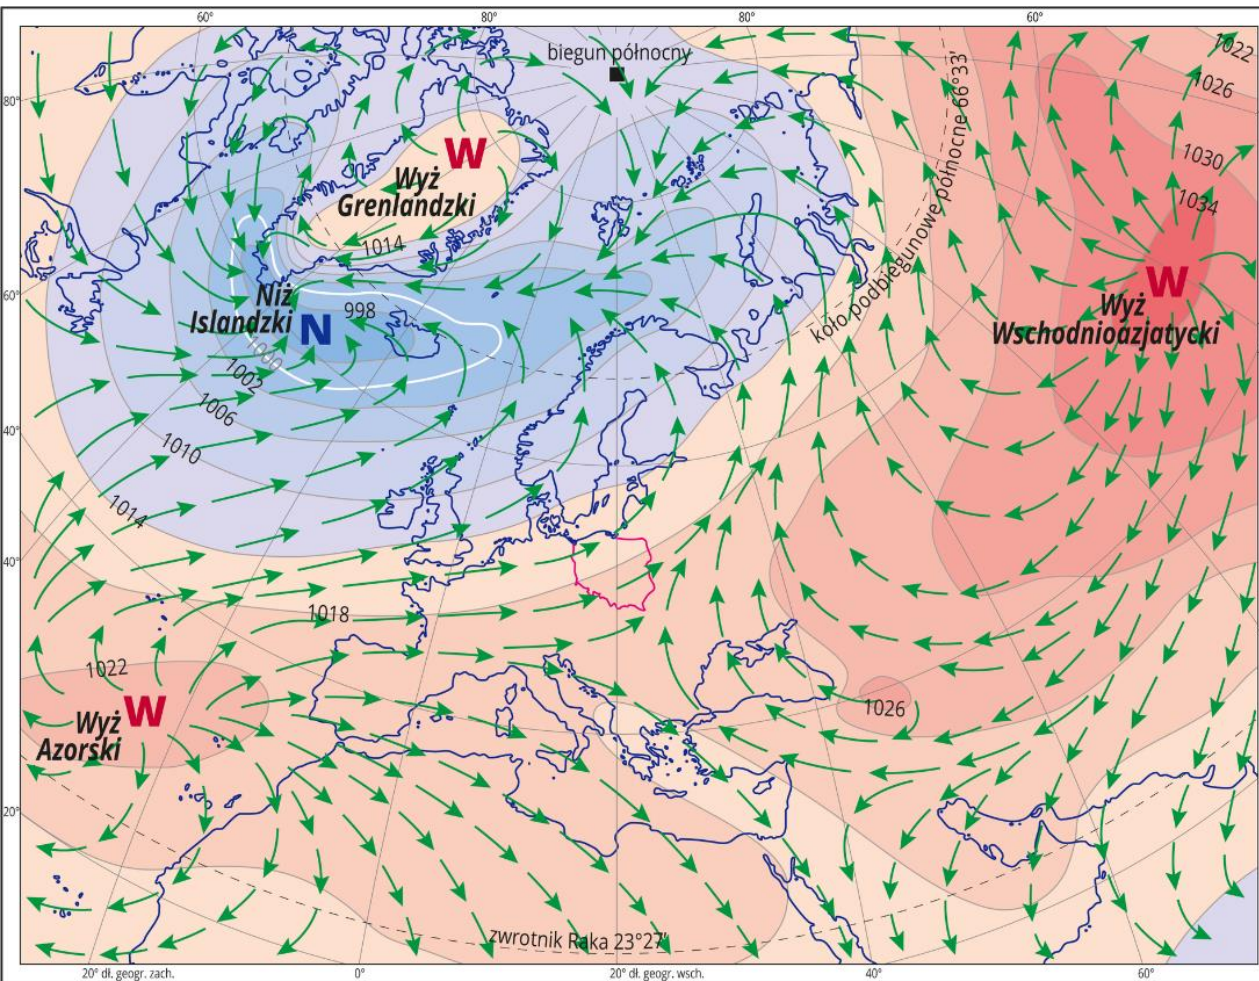 60°
80°
80°
60°
biegun północny
1022
1026
80°
koło podbiegunowe północne 66°33'
1030
1034
W
Wyż
Grenlandzki
1014
W
Wyż
Wschodnioazjatycki
60°
Niż
Islandzki
N
998
1000
1002
1006
40°
1010
1014
40°
1018
1022
W
Wyż
Azorski
1026
20°
zwrotnik Raka 23°27'
20° dł. geogr. zach.
0°
20° dł. geogr. wsch.
40°
60°